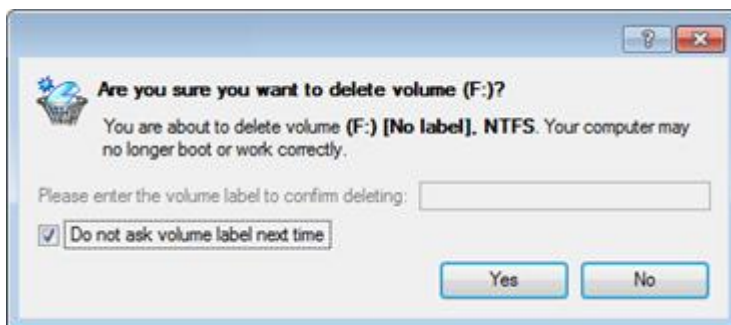 Are you sure you want to delete volume (F:)?
You are about to delete volume (F:) [No label], NTFS. Your computer may
no longer boot or work correctly.
Please enter the volume label to confirm deleting:
Do not ask volume label next time
Yes No